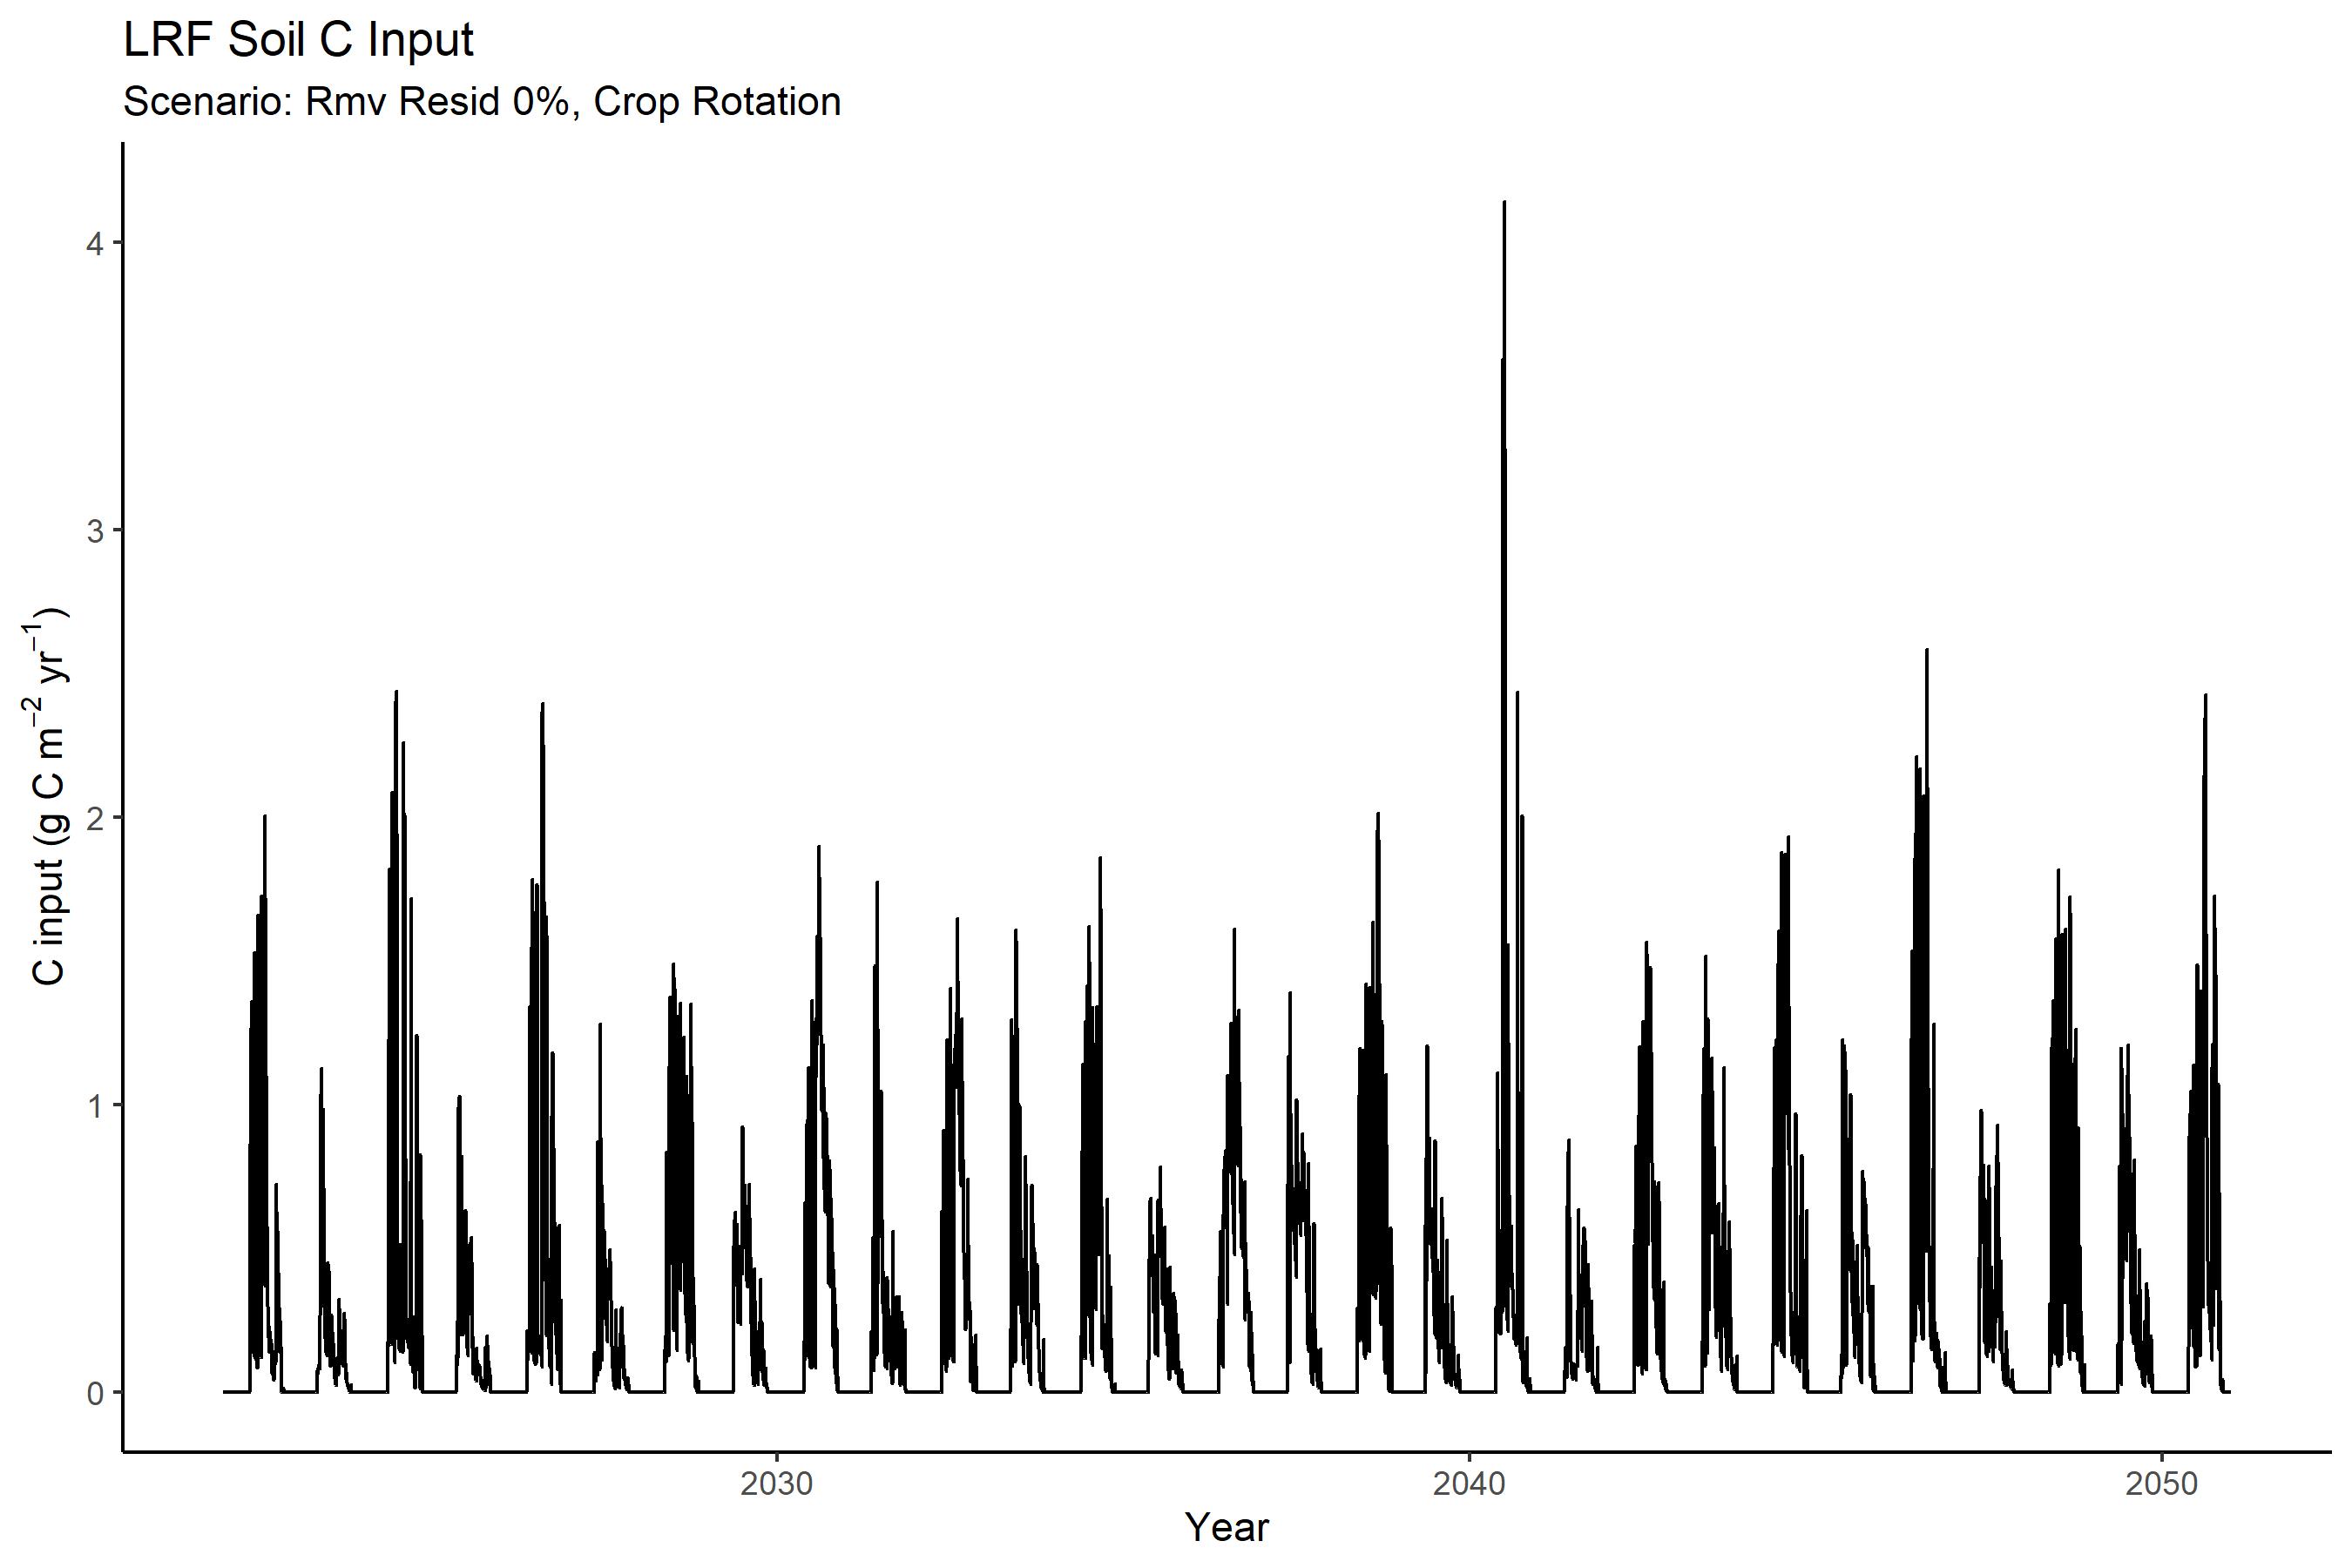 LRF Soil C Input
Scenario: Rmv Resid 0%, Crop Rotation
C input (g C m⁻² yr⁻¹)
4
3
2
1
0
2030
2040
2050
Year